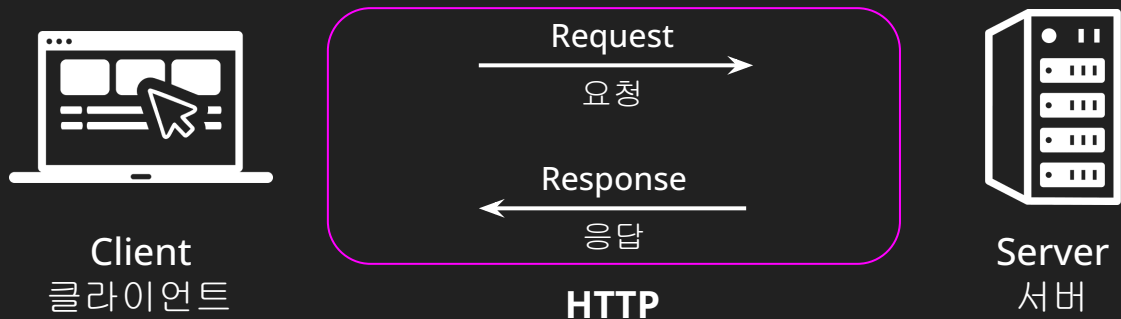 Request
요청
Response
응답
Client
클라이언트
HTTP
Server
서버